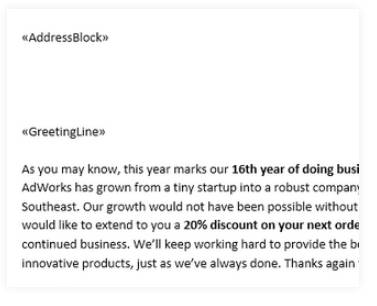 «AddressBlock»
«GreetingLine»
As you may know, this year marks our 16th year of doing busi
AdWorks has grown from a tiny startup into a robust company
Southeast. Our growth would not have been possible without
would like to extend to you a 20% discount on your next orde
continued business. We'll keep working hard to provide the be
innovative products, just as we've always done. Thanks again